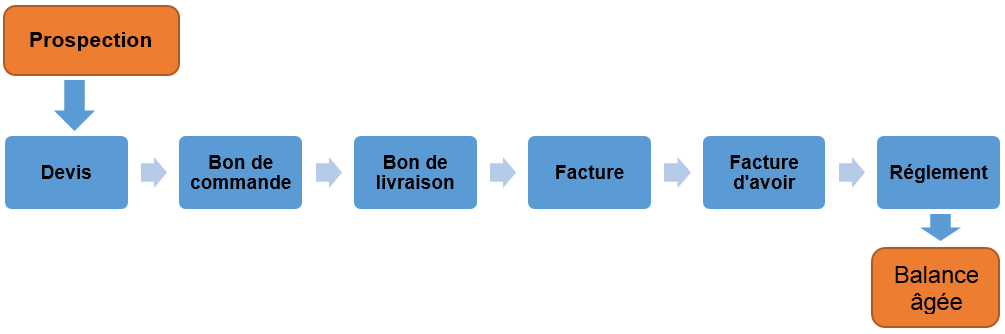 Prospection
Devis
Bon de
commande
Bon de
livraison
Facture
Facture
d'avoir
Réglement
Balance
âgée